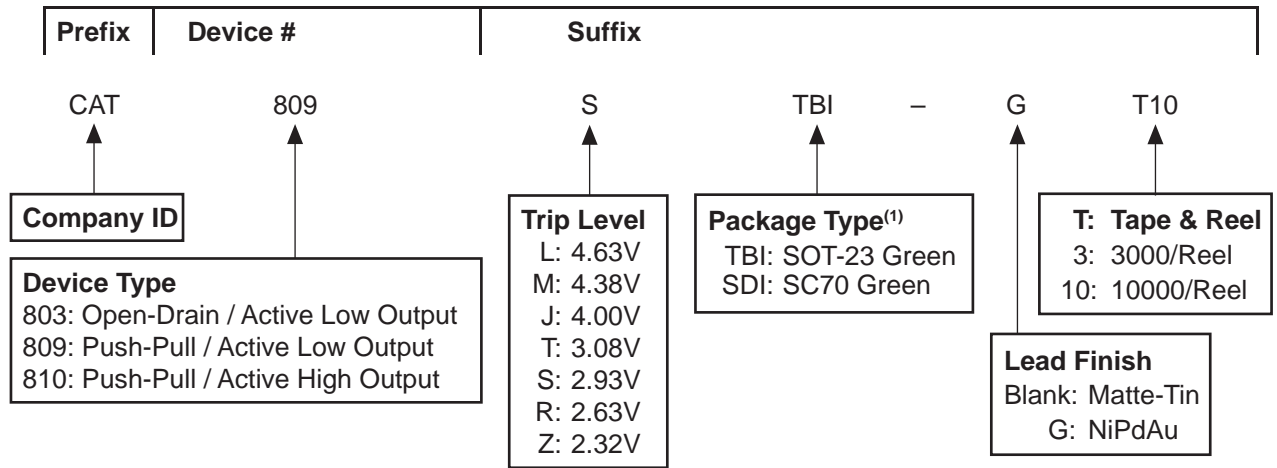 Prefix Device # Suffix
CAT 809 S TBI – G T10
Company ID
Device Type
803: Open-Drain / Active Low Output
809: Push-Pull / Active Low Output
810: Push-Pull / Active High Output
Trip Level
L: 4.63V
M: 4.38V
J: 4.00V
T: 3.08V
S: 2.93V
R: 2.63V
Z: 2.32V
Package Type(1)
TBI: SOT-23 Green
SDI: SC70 Green
T: Tape & Reel
3: 3000/Reel
10: 10000/Reel
Lead Finish
Blank: Matte-Tin
G: NiPdAu